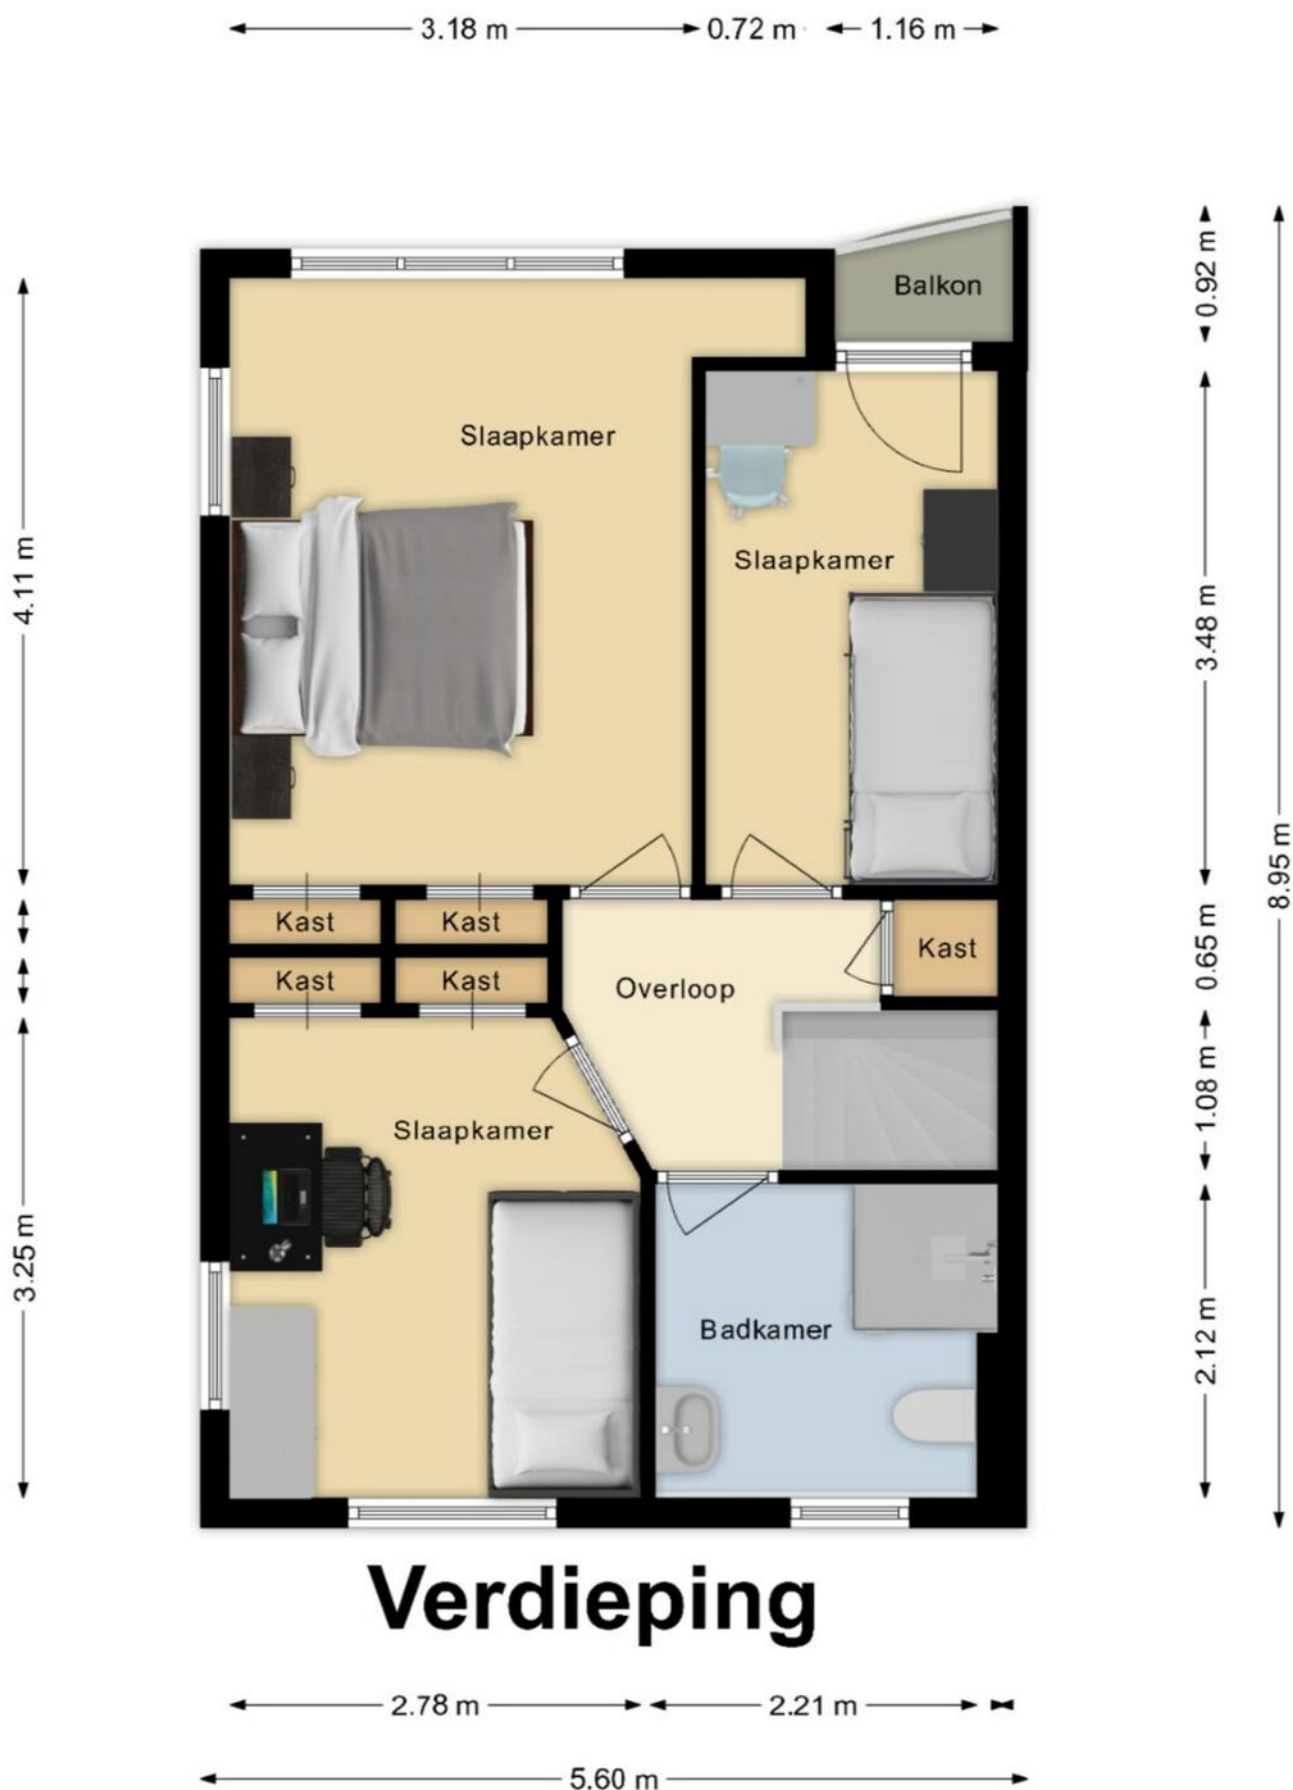 3.18 m
0.72 m
1.16 m
0.92 m
Balkon
Slaapkamer
4.11 m
Slaapkamer
3.48 m
8.95 m
Kast
Kast
Kast
0.65 m
Kast
Kast
Overloop
1.08 m
Slaapkamer
3.25 m
Badkamer
2.12 m
Verdieping
2.78 m
2.21 m
5.60 m